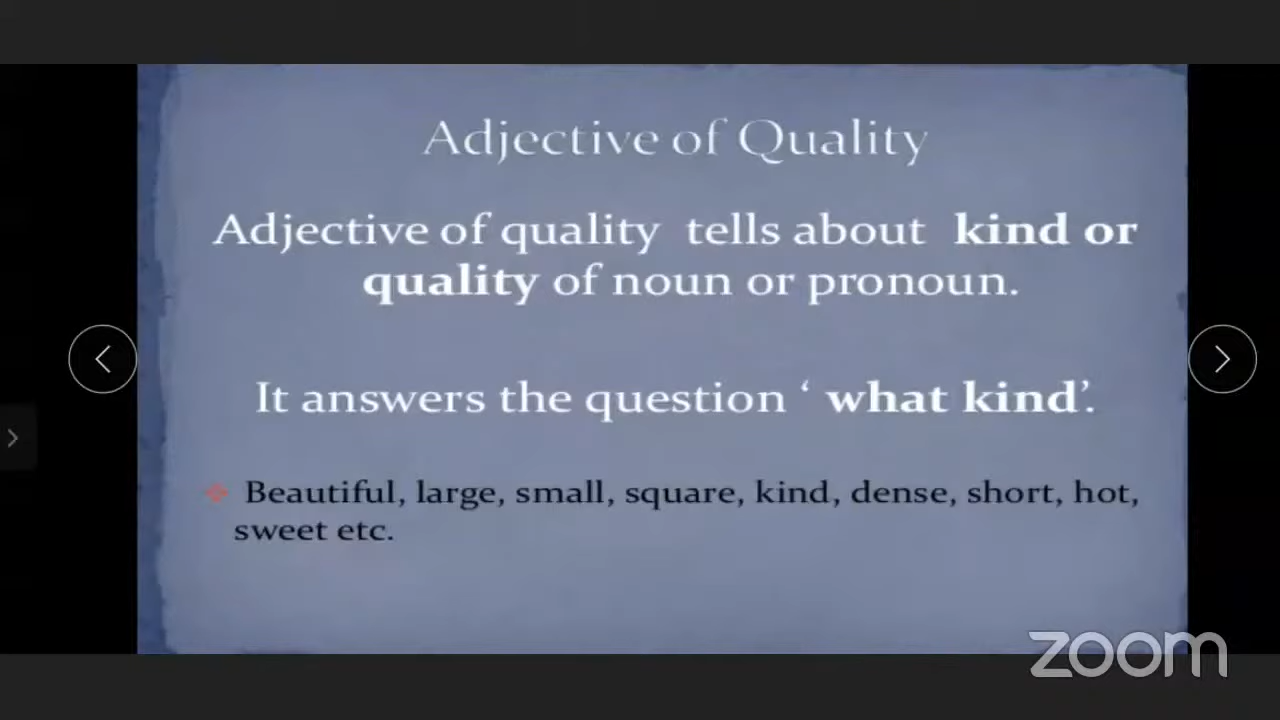 Adjective of Quality
Adjective of quality tells about kind or
quality of noun or pronoun.
It answers the question ‘ what kind’.
Beautiful, large, small, square, kind, dense, short, hot,
sweet etc.
zoom